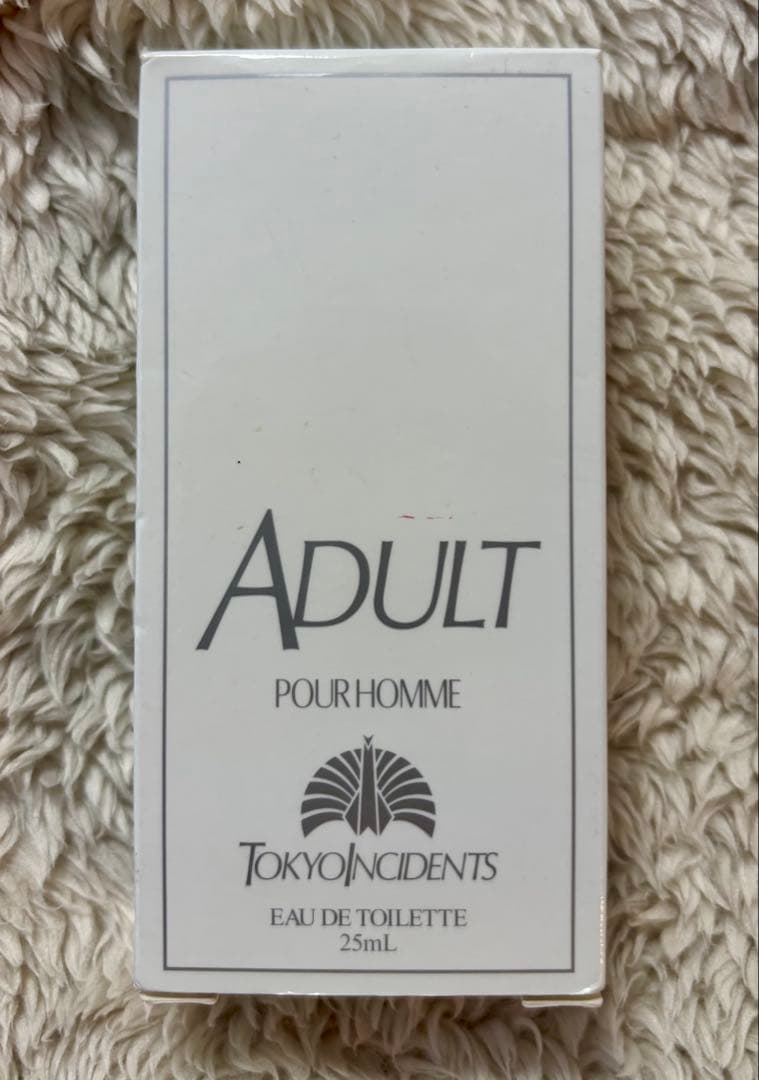 ADULT
POUR HOMME
TOKYO INCIDENTS
EAU DE TOILETTE
25mL